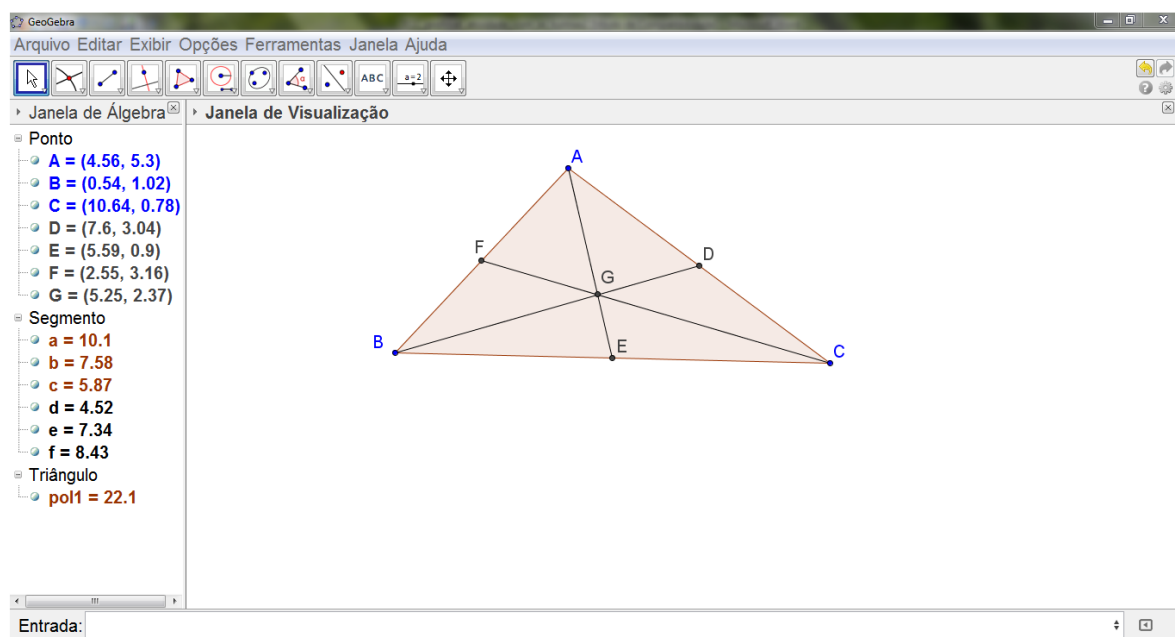 GeoGebra
Arquivo Editar Exibir Opções Ferramentas Janela Ajuda
ABC
a=2
Janela de Álgebra
Janela de Visualização
Ponto
A = (4.56, 5.3)
B = (0.54, 1.02)
C = (10.64, 0.78)
D = (7.6, 3.04)
E = (5.59, 0.9)
F = (2.55, 3.16)
G = (5.25, 2.37)
Segmento
a = 10.1
b = 7.58
c = 5.87
d = 4.52
e = 7.34
f = 8.43
Triângulo
pol1 = 22.1
A
F
D
G
B
E
C
Entrada: